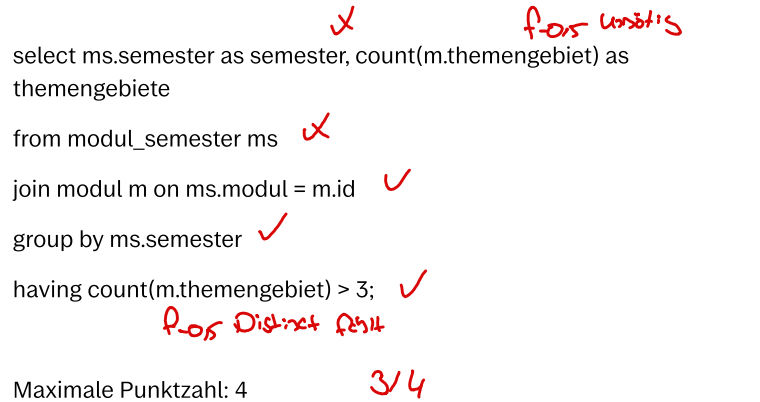 f-0,5 unnötig
select ms.semester as semester, count(m.themengebiet) as
themengebiete
from modul_semester ms
join modul m on ms.modul = m.id
group by ms.semester
having count(m.themengebiet) > 3;
f-0,5 Distinct fehlt
Maximale Punktzahl: 4 3/4